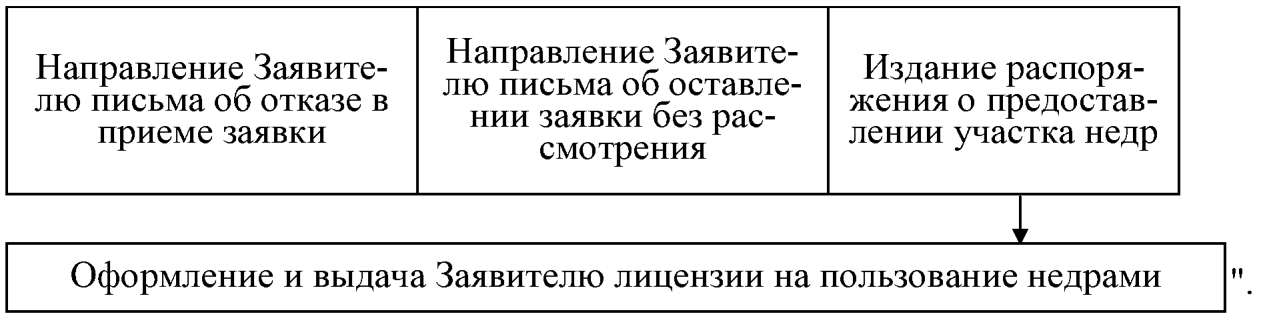 Направление Заявите-
лю письма об отказе в
приеме заявки
Направление Заявите-
лю письма об оставле-
нии заявки без рас-
смотрения
Издание распоря-
жения о предостав-
лении участка недр
Оформление и выдача Заявителю лицензии на пользование недрами ".